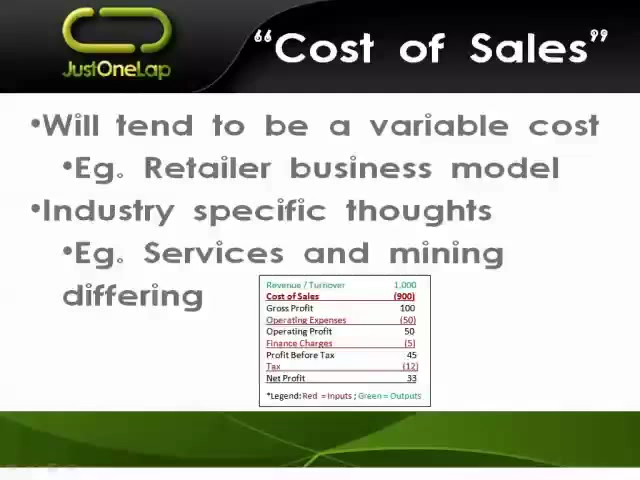 JustOneLap
“Cost of Sales”
•Will tend to be a variable cost
•Eg. Retailer business model
•Industry specific thoughts
•Eg. Services and mining
differing
Revenue / Turnover 1,000
Cost of Sales (900)
Gross Profit 100
Operating Expenses (50)
Operating Profit 50
Finance Charges (5)
Profit Before Tax 45
Tax (12)
Net Profit 33
*Legend: Red = Inputs ; Green = Outputs